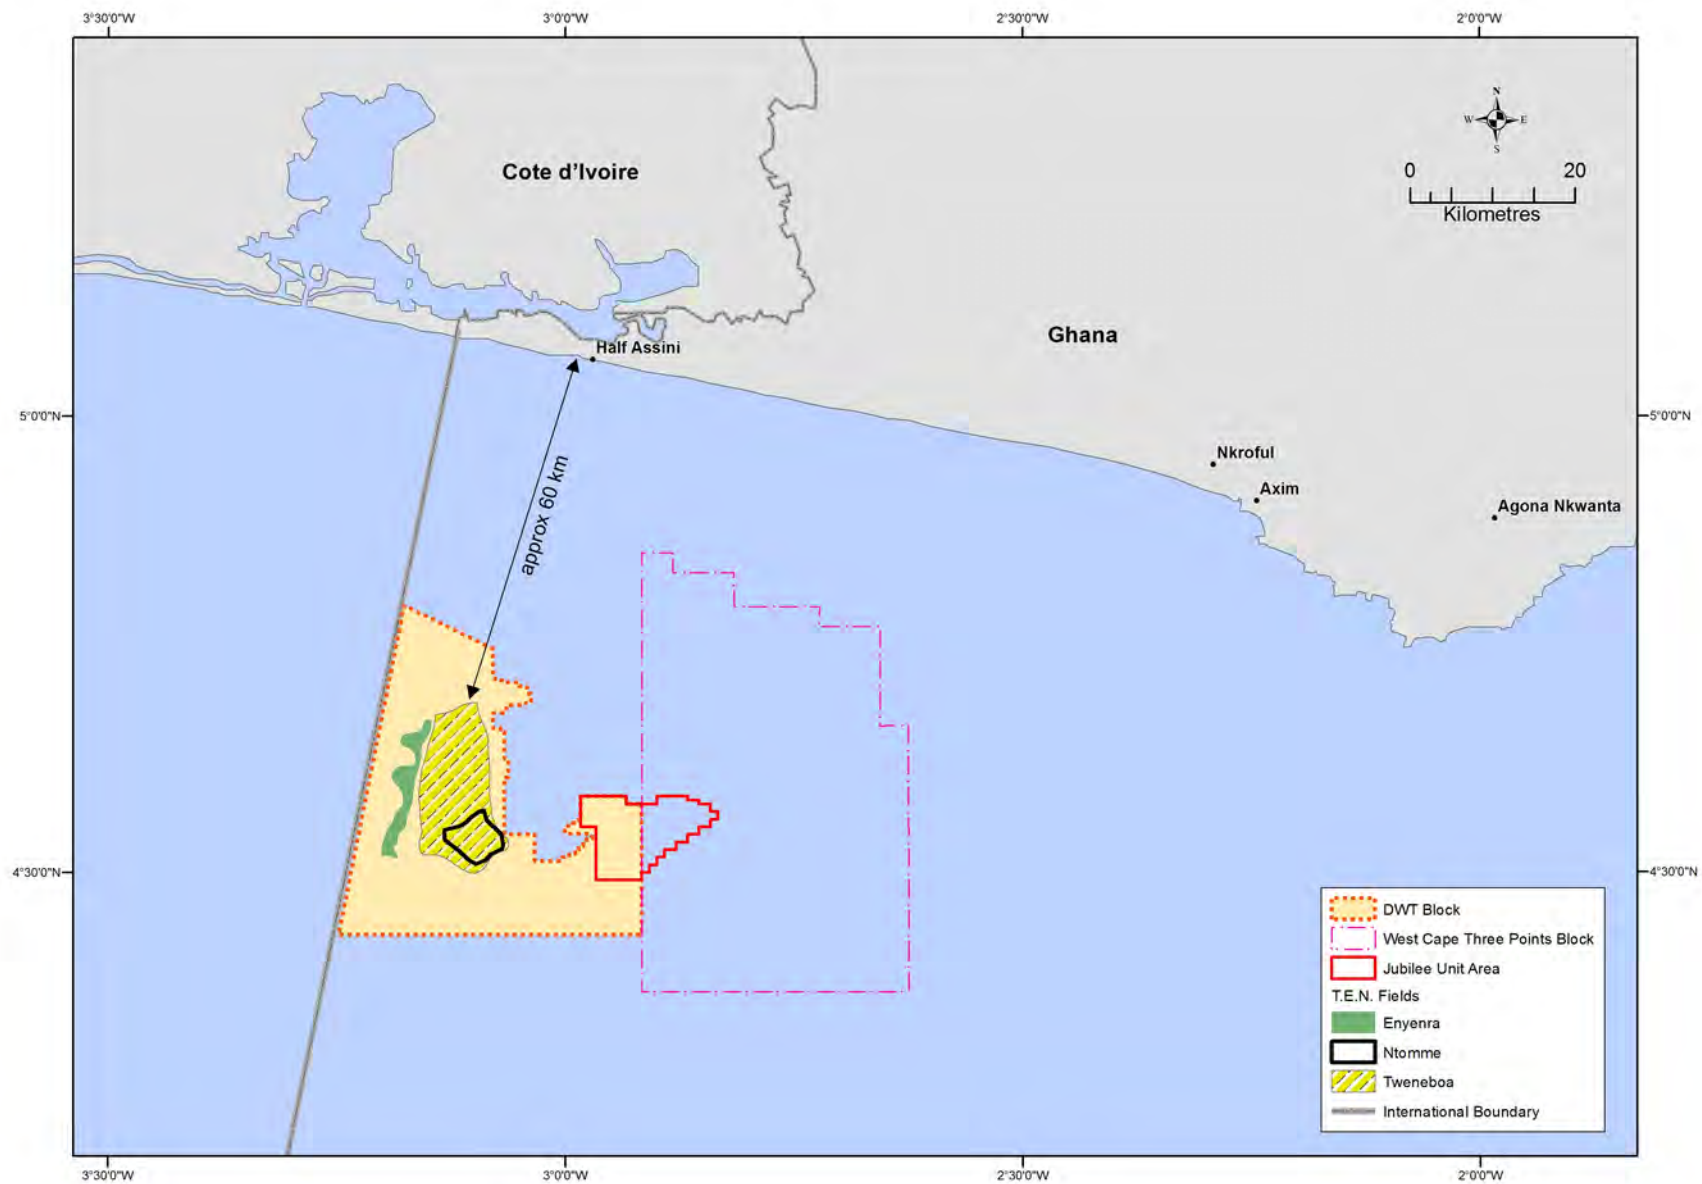 3°30'0"W
3°0'0"W
2°30'0"W
2°0'0"W
N
W
E
S
0
20
Kilometres
Cote d'Ivoire
Ghana
Half Assini
5°0'0"N
5°0'0"N
Nkroful
Axim
Agona Nkwanta
approx 60 km
4°30'0"N
4°30'0"N
DWT Block
West Cape Three Points Block
Jubilee Unit Area
T.E.N. Fields
Enyenra
Ntomme
Tweneboa
International Boundary
3°30'0"W
3°0'0"W
2°30'0"W
2°0'0"W